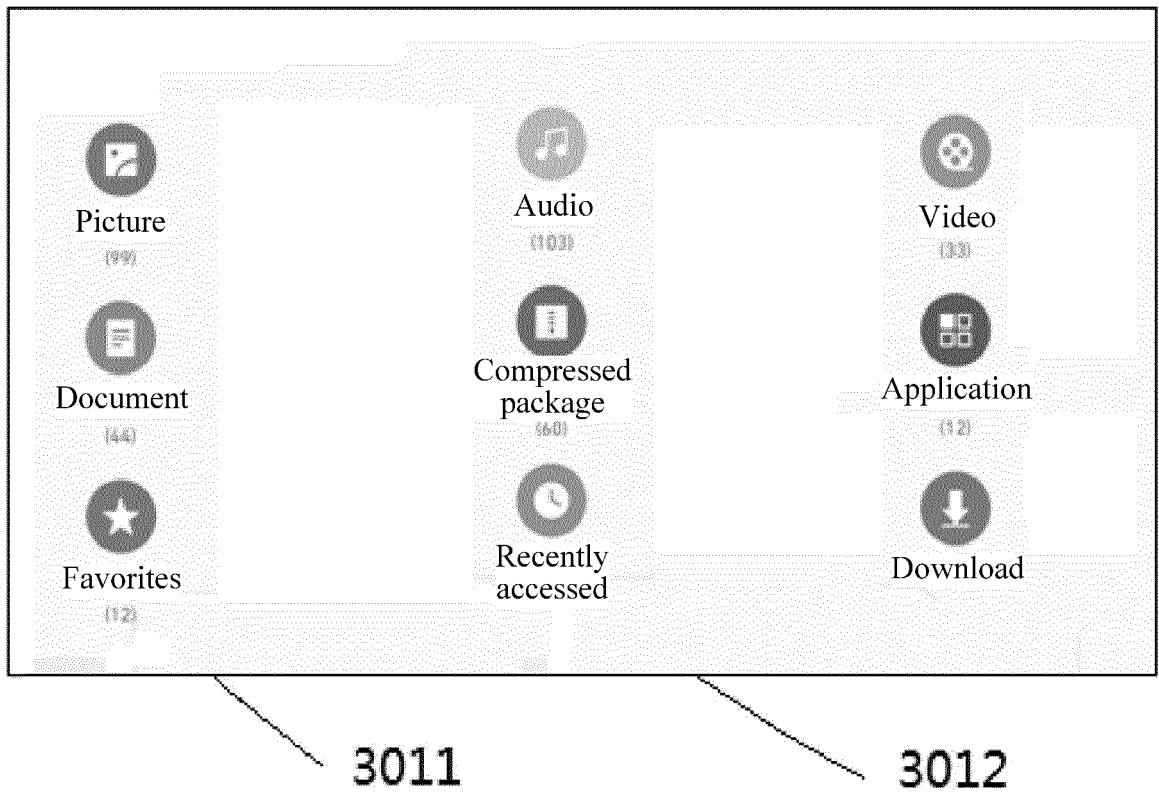 Picture
(99)
Audio
(103)
Video
(33)
Document
(44)
Compressed
package
(60)
Application
(12)
Favorites
(12)
Recently
accessed
Download
3011
3012